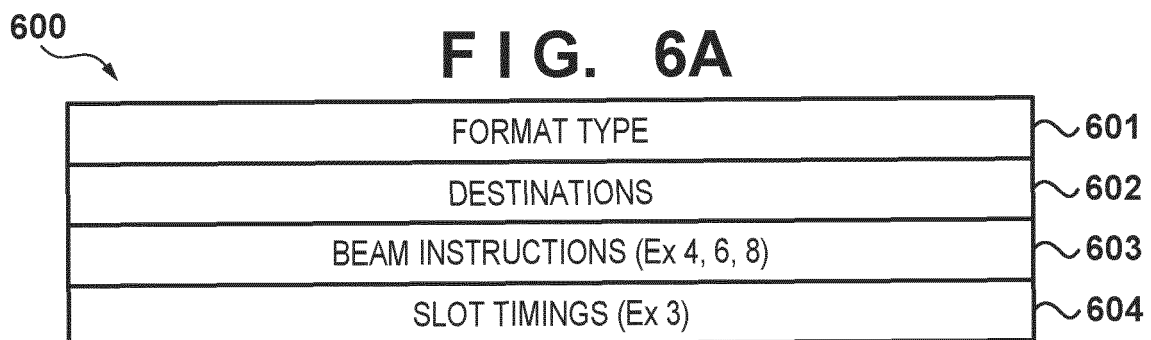 600
FIG. 6A
FORMAT TYPE 601
DESTINATIONS 602
BEAM INSTRUCTIONS (Ex 4, 6, 8) 603
SLOT TIMINGS (Ex 3) 604